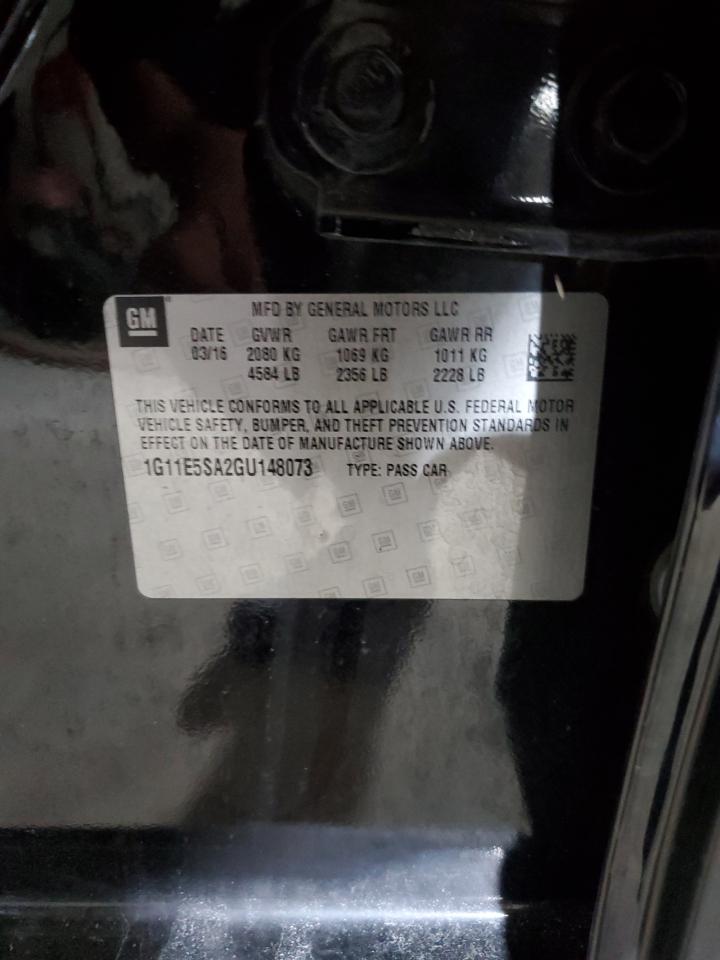 GM
MFD BY GENERAL MOTORS LLC
DATE GVWR GAWR FRT GAWR RR
03/16 2080 KG 1069 KG 1011 KG
4584 LB 2356 LB 2228 LB
THIS VEHICLE CONFORMS TO ALL APPLICABLE U.S. FEDERAL MOTOR
VEHICLE SAFETY, BUMPER, AND THEFT PREVENTION STANDARDS IN
EFFECT ON THE DATE OF MANUFACTURE SHOWN ABOVE.
1G11E5SA2GU148073 TYPE: PASS CAR